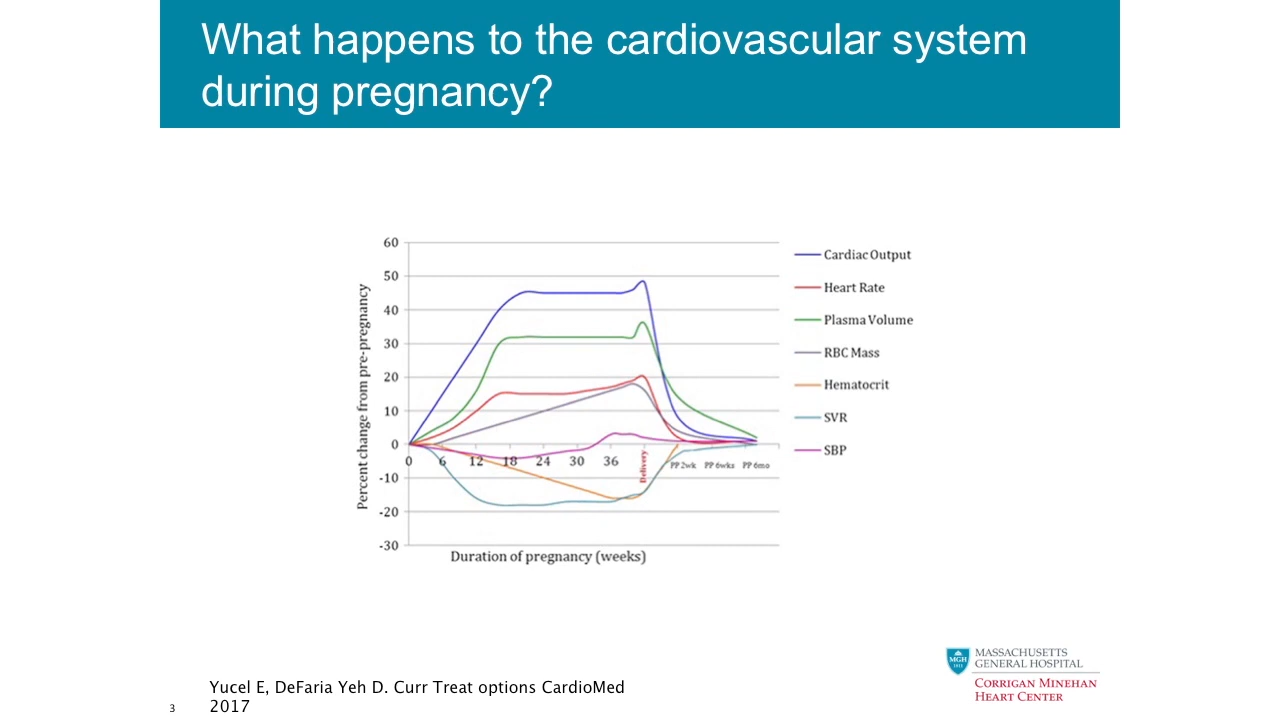 What happens to the cardiovascular system
during pregnancy?
60
50
40
30
20
10
0
-10
-20
-30
Percent change from pre-pregnancy
0 6 12 18 24 30 36 Delivery PP 2wk PP 6wks PP 6mo
Duration of pregnancy (weeks)
Cardiac Output
Heart Rate
Plasma Volume
RBC Mass
Hematocrit
SVR
SBP
Yucel E, DeFaria Yeh D. Curr Treat options CardioMed
2017
3
MGH
1811
MASSACHUSETTS
GENERAL HOSPITAL
CORRIGAN MINEHAN
HEART CENTER